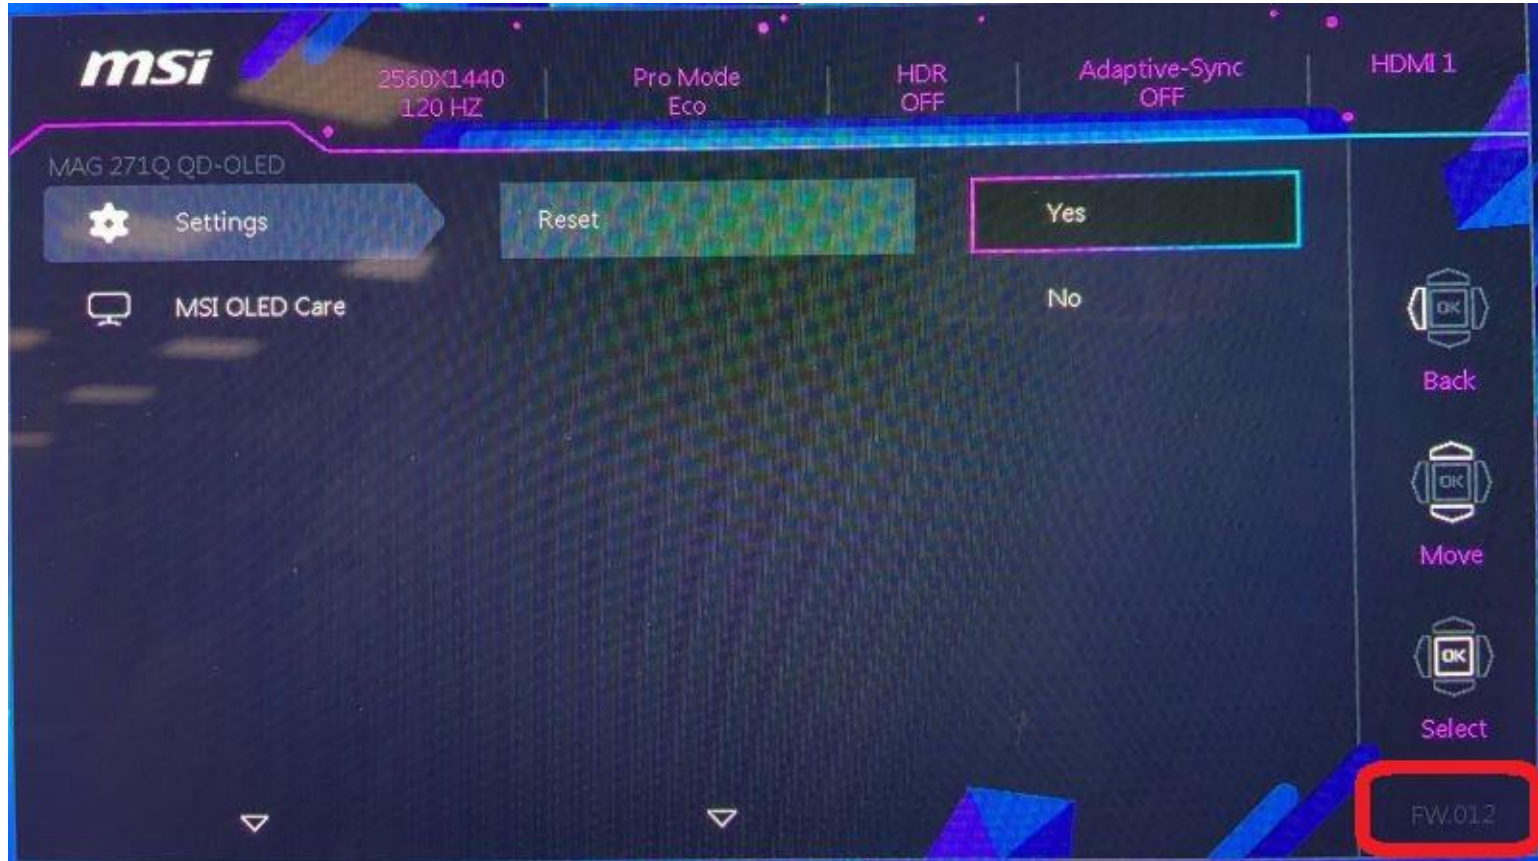 msi
2560X1440
120 HZ
Pro Mode
Eco
HDR
OFF
Adaptive-Sync
OFF
HDMI 1
MAG 271Q QD-OLED
Settings
Reset
Yes
MSI OLED Care
No
OK
Back
OK
Move
OK
Select
FW.012